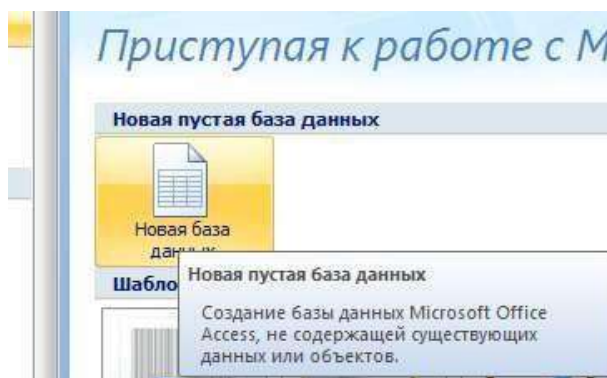 Приступая к работе с M
Новая пустая база данных
Новая база
данных
Шабло
Новая пустая база данных
Создание базы данных Microsoft Office
Access, не содержащей существующих
данных или объектов.